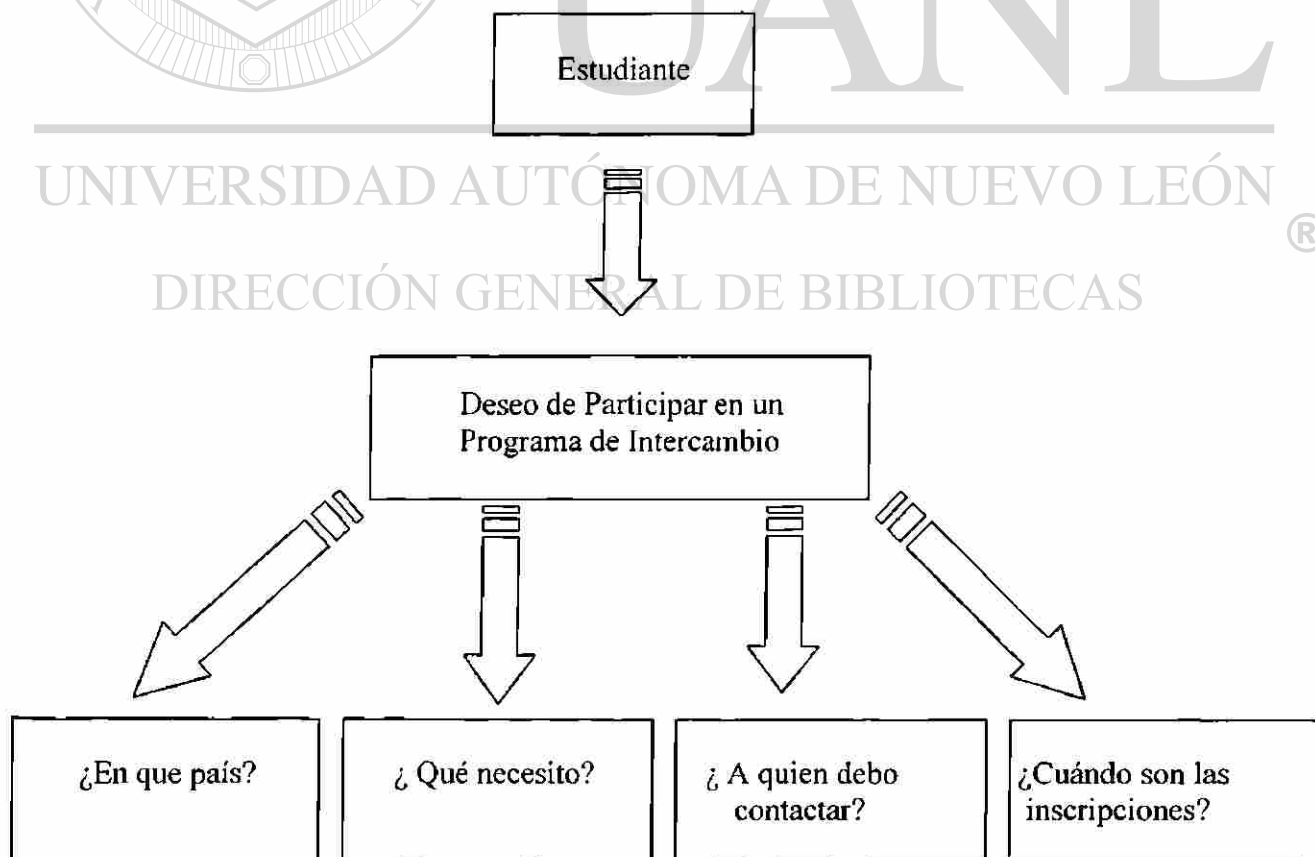 UANL
Estudiante
UNIVERSIDAD AUTÓNOMA DE NUEVO LEÓN
®
DIRECCIÓN GENERAL DE BIBLIOTECAS
Deseo de Participar en un
Programa de Intercambio
¿En que país?
¿ Qué necesito?
¿ A quien debo
contactar?
¿Cuándo son las
inscripciones?